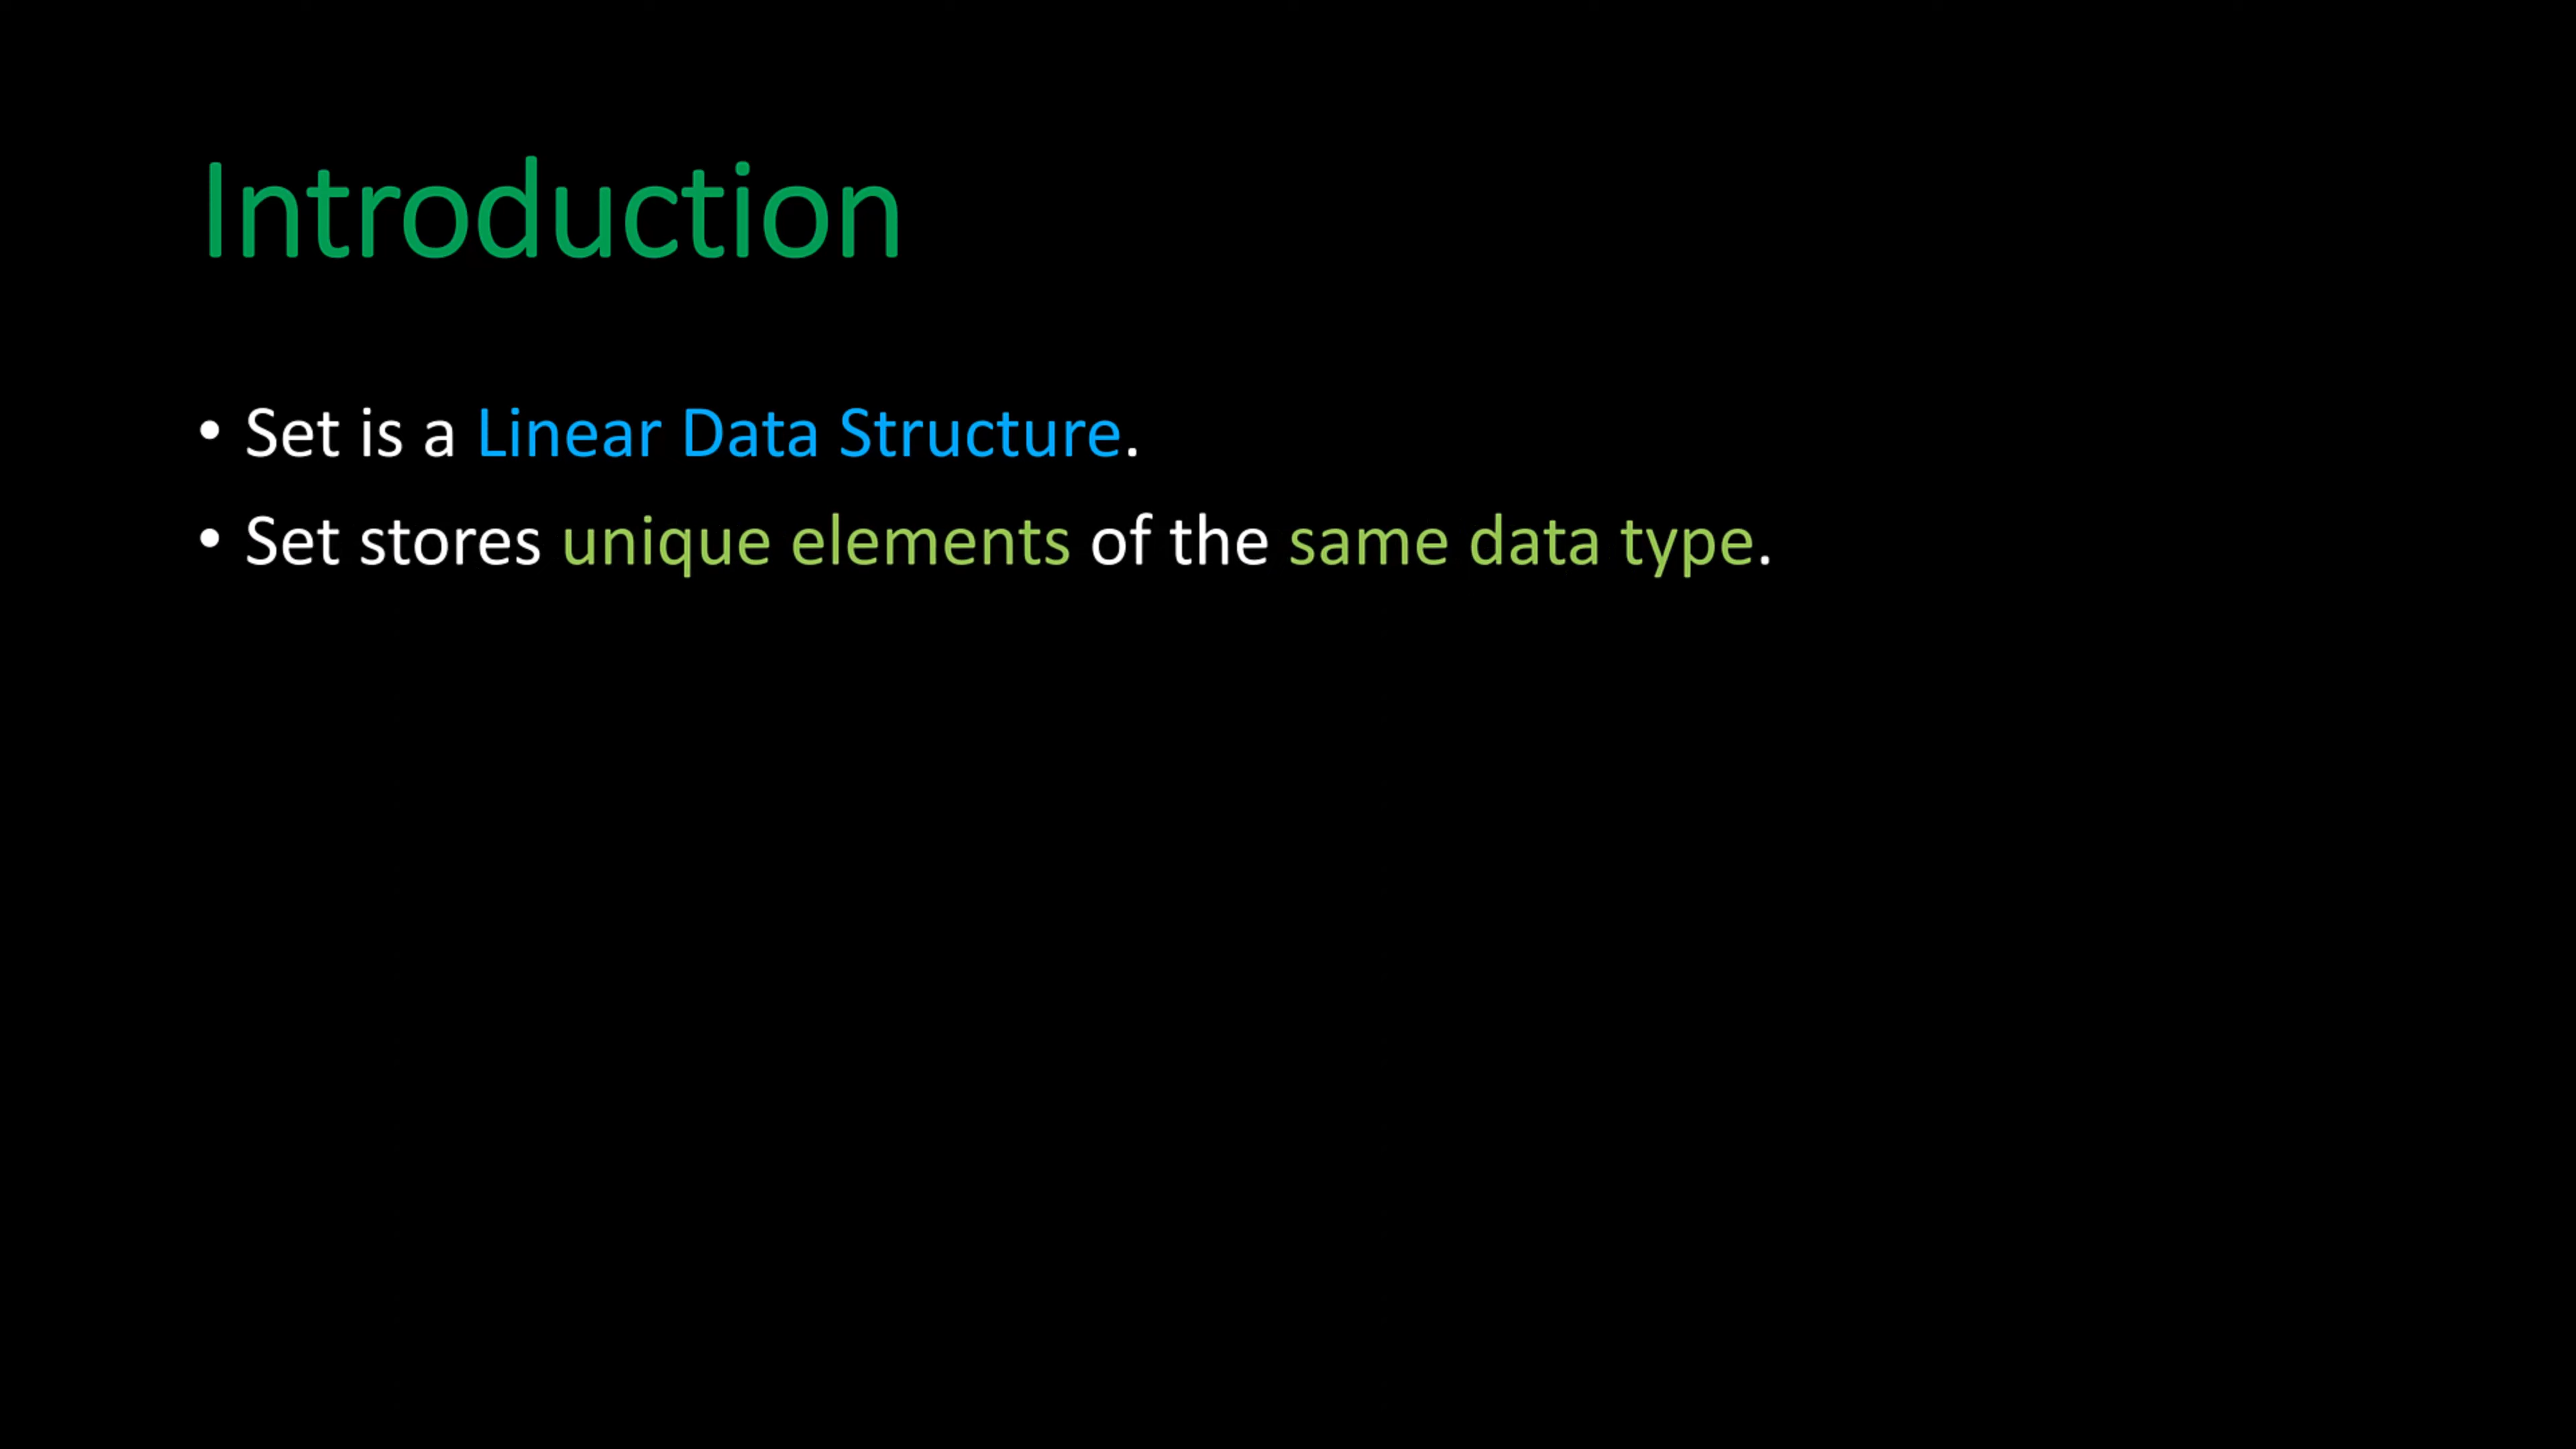 Introduction
• Set is a Linear Data Structure.
• Set stores unique elements of the same data type.